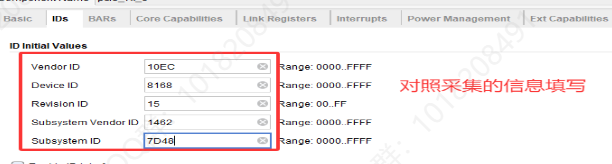 Basic IDs BARs Core Capabilities Link Registers Interrupts Power Management Ext Capabilities
ID Initial Values
Vendor ID 10EC Range: 0000..FFFF
Device ID 8168 Range: 0000..FFFF
对照采集的信息填写
Revision ID 15 Range: 00..FF
Subsystem Vendor ID 1462 Range: 0000..FFFF
Subsystem ID 7D48 Range: 0000..FFFF